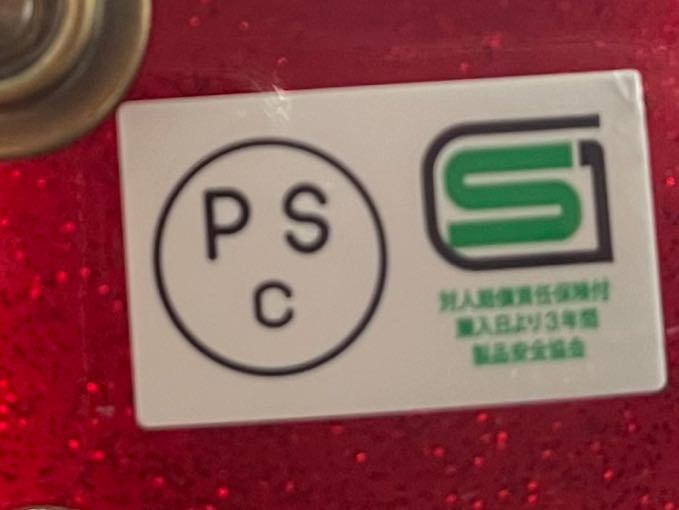 P S
C
SG
対人賠償責任保険付
購入日より3年間
製品安全協会